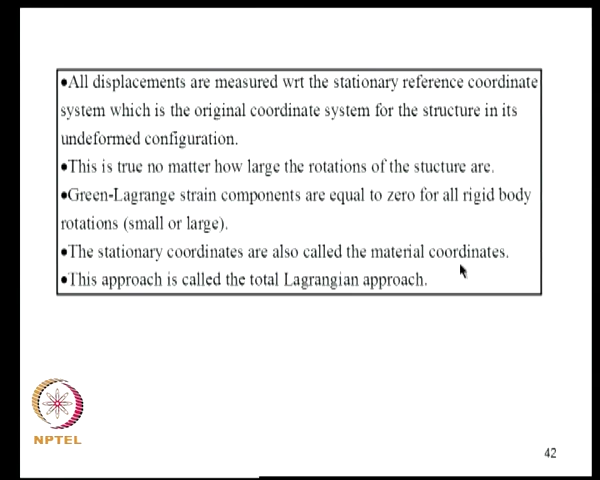 •All displacements are measured wrt the stationary reference coordinate
system which is the original coordinate system for the structure in its
undeformed configuration.
•This is true no matter how large the rotations of the stucture are.
•Green-Lagrange strain components are equal to zero for all rigid body
rotations (small or large).
•The stationary coordinates are also called the material coordinates.
•This approach is called the total Lagrangian approach.
NPTEL
42